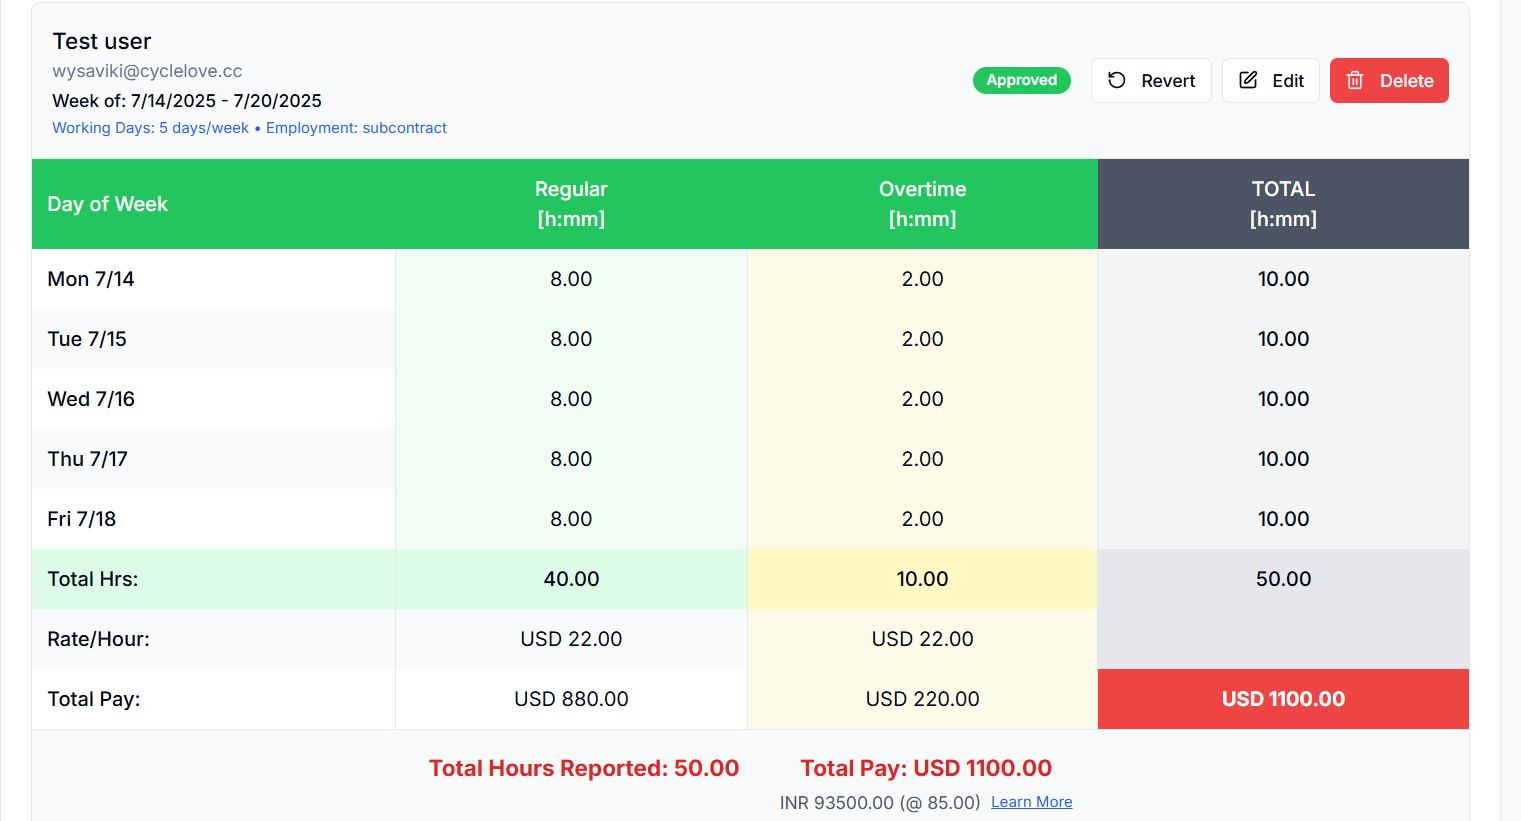 Test user
wysaviki@cyclelove.cc
Week of: 7/14/2025 - 7/20/2025
Working Days: 5 days/week • Employment: subcontract
Approved Revert Edit Delete
Day of Week Regular [h:mm] Overtime [h:mm] TOTAL [h:mm]
Mon 7/14 8.00 2.00 10.00
Tue 7/15 8.00 2.00 10.00
Wed 7/16 8.00 2.00 10.00
Thu 7/17 8.00 2.00 10.00
Fri 7/18 8.00 2.00 10.00
Total Hrs: 40.00 10.00 50.00
Rate/Hour: USD 22.00 USD 22.00
Total Pay: USD 880.00 USD 220.00 USD 1100.00
Total Hours Reported: 50.00 Total Pay: USD 1100.00
INR 93500.00 (@ 85.00) Learn More